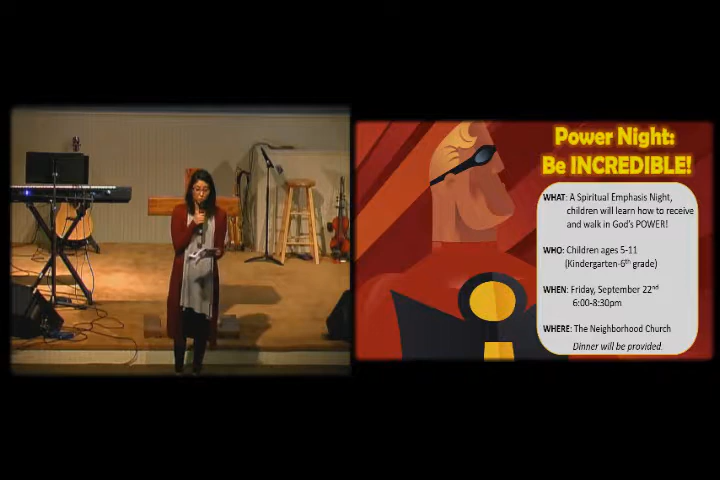 Power Night:
Be INCREDIBLE!
WHAT: A Spiritual Emphasis Night,
children will learn how to receive
and walk in God's POWER!
WHO: Children ages 5-11
(Kindergarten-6th grade)
WHEN: Friday, September 22nd
6:00-8:30pm
WHERE: The Neighborhood Church
Dinner will be provided.